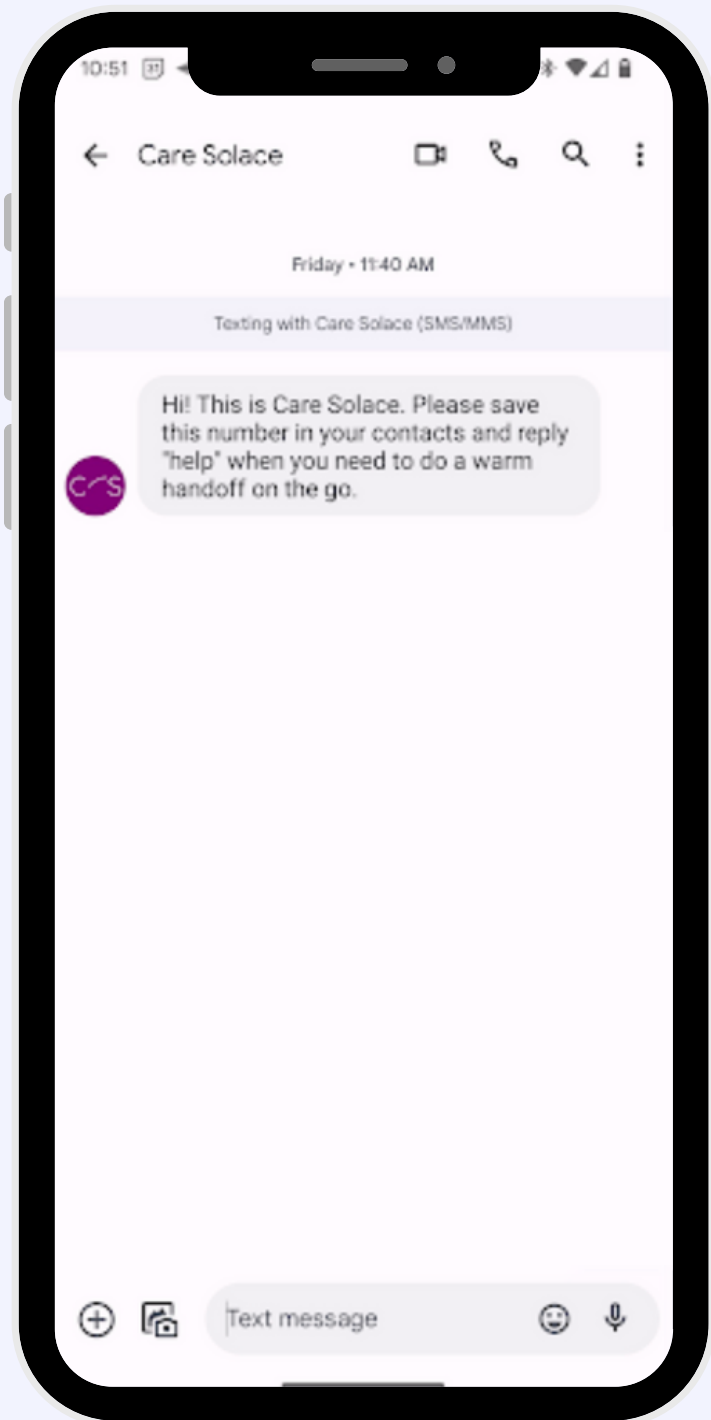 10:51 31
Care Solace
Friday • 11:40 AM
Texting with Care Solace (SMS/MMS)
Hi! This is Care Solace. Please save
this number in your contacts and reply
"help" when you need to do a warm
handoff on the go.
C S
Text message